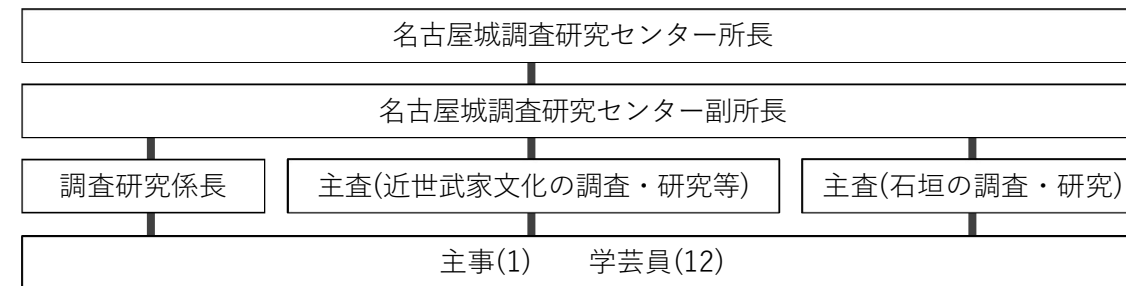 名古屋城調査研究センター所長
名古屋城調査研究センター副所長
調査研究係長
主査(近世武家文化の調査・研究等)
主査(石垣の調査・研究)
主事(1)　　学芸員(12)